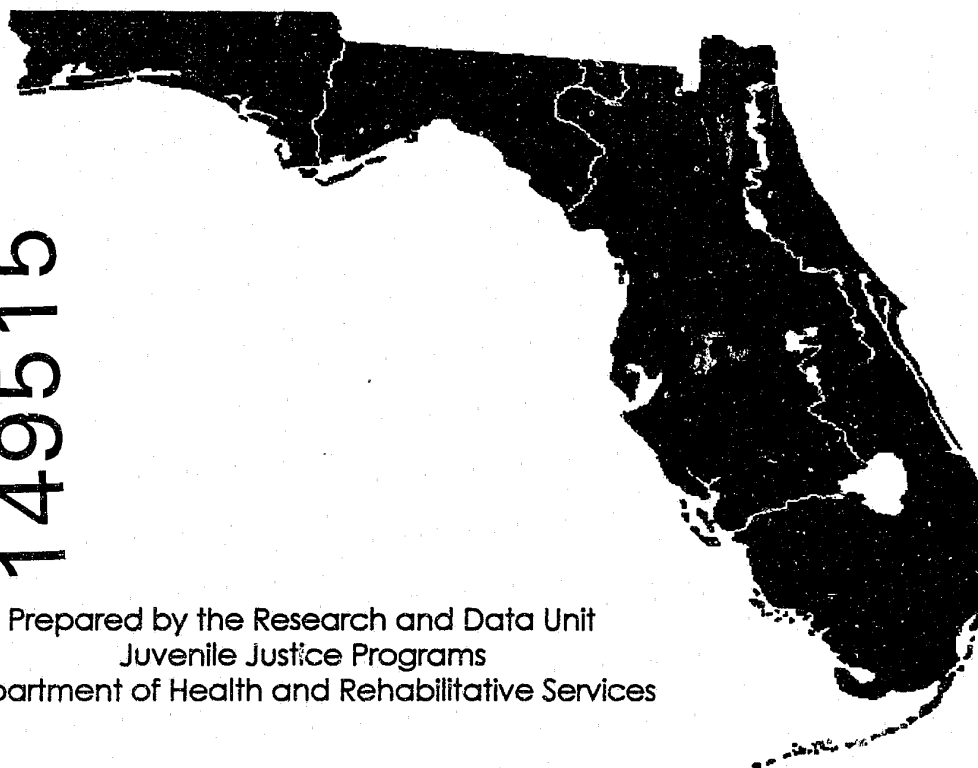 149515
Prepared by the Research and Data Unit
Juvenile Justice Programs
partment of Health and Rehabilitative Services